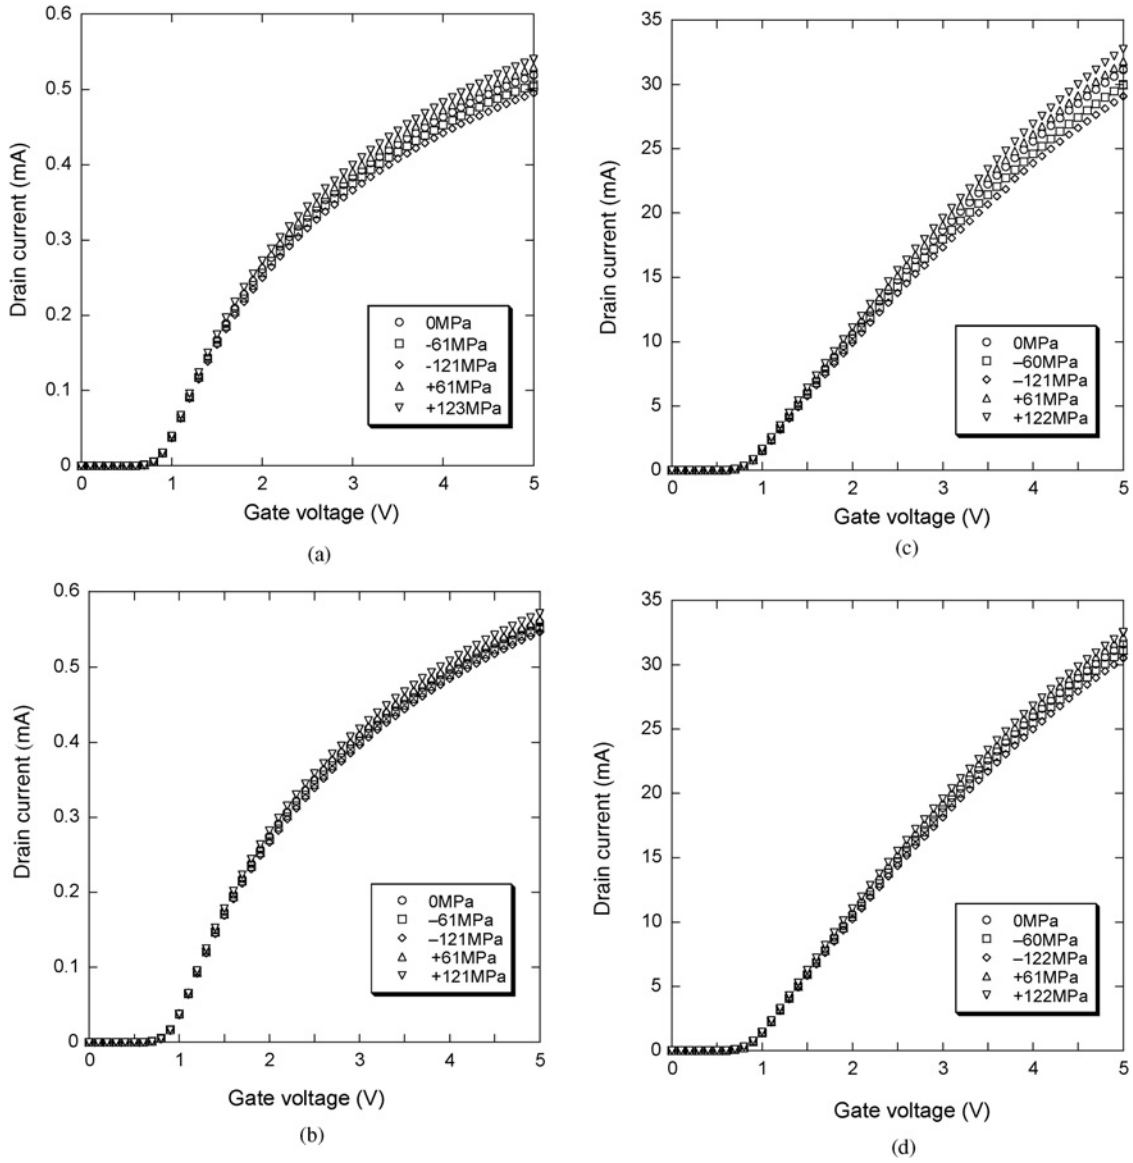 0.6
0.5
0.4
0.3
0.2
0.1
0
Drain current (mA)
0MPa
-61MPa
-121MPa
+61MPa
+123MPa
0 1 2 3 4 5
Gate voltage (V)
(a)
35
30
25
20
15
10
5
0
Drain current (mA)
0MPa
–60MPa
–121MPa
+61MPa
+122MPa
0 1 2 3 4 5
Gate voltage (V)
(c)
0.6
0.5
0.4
0.3
0.2
0.1
0
Drain current (mA)
0MPa
–61MPa
–121MPa
+61MPa
+121MPa
0 1 2 3 4 5
Gate voltage (V)
(b)
35
30
25
20
15
10
5
0
Drain current (mA)
0MPa
–60MPa
–122MPa
+61MPa
+122MPa
0 1 2 3 4 5
Gate voltage (V)
(d)